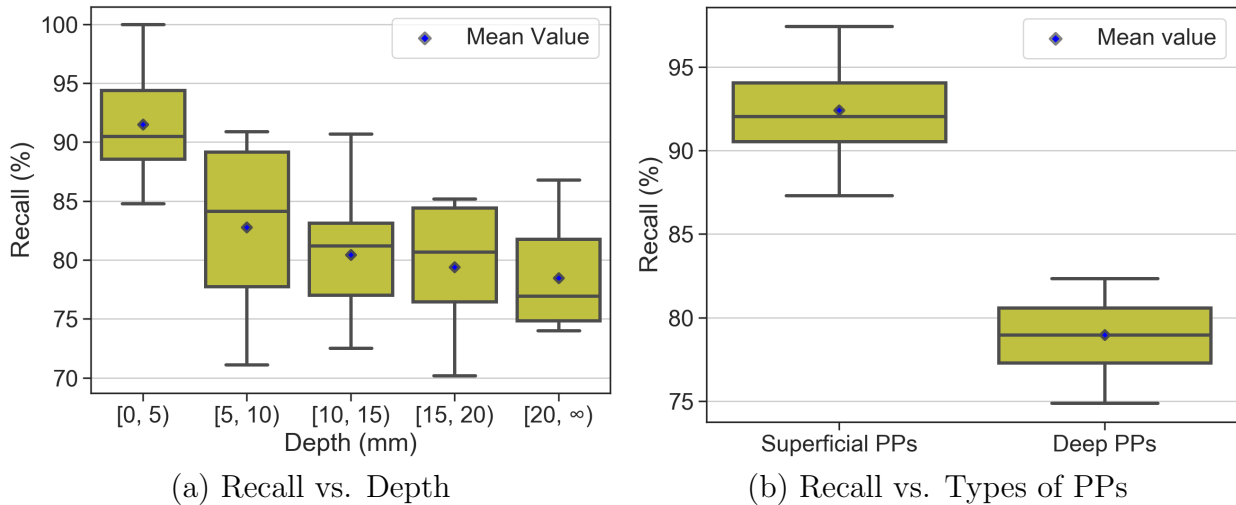 Recall (%)
100
95
90
85
80
75
70
Mean Value
[0, 5)
[5, 10)
[10, 15)
[15, 20)
[20, ∞)
Depth (mm)
(a) Recall vs. Depth
Recall (%)
95
90
85
80
75
Mean value
Superficial PPs
Deep PPs
(b) Recall vs. Types of PPs